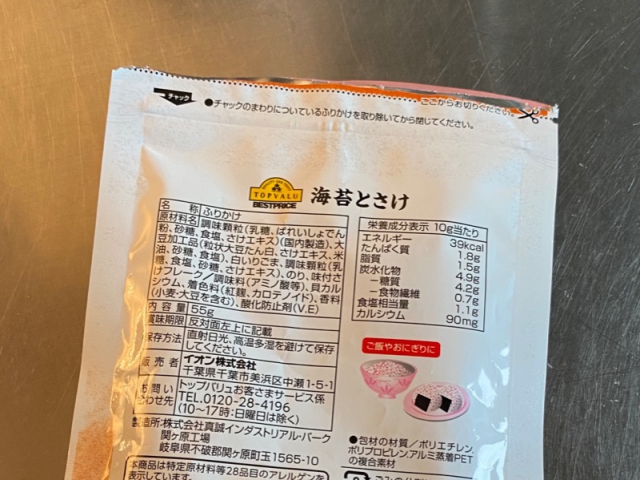 チャック
●チャックのまわりについているふりかけを取り除いてから閉じてください。
ここからお切りください。
TOPVALU
BESTPRICE
海苔とさけ
名 称 ふりかけ
原材料名 調味顆粒(乳糖、ばれいしょでん
粉、砂糖、食塩、さけエキス)(国内製造)、大
豆加工品(粒状大豆たん白、さけエキス、米
油、砂糖、食塩)、白いりごま、調味顆粒(乳
糖、食塩、砂糖、さけエキス)、のり、味付さ
けフレーク/調味料(アミノ酸等)、貝カル
シウム、着色料(紅麹、カロテノイド)、香料
(小麦・大豆を含む)、酸化防止剤(V.E)
内 容 量 55g
賞味期限 反対面左上に記載
保存方法 直射日光、高温多湿を避けて保存
してください。
販 売 者 イオン株式会社
千葉県千葉市美浜区中瀬1-5-1
お問い合わせ先 トップバリュお客さまサービス係
TEL.0120-28-4196
(10〜17時:日曜日は除く)
製造所:株式会社真誠インダストリアル・パーク
関ヶ原工場
岐阜県不破郡関ヶ原町玉1565-10
本商品は特定原材料等28品目のアレルゲンを
表示しています。
栄養成分表示 10g当たり
エネルギー 39kcal
たんぱく質 1.8g
脂質 1.5g
炭水化物 4.9g
－糖質 4.2g
－食物繊維 0.7g
食塩相当量 1.1g
カルシウム 90mg
ご飯やおにぎりに
●包材の材質/ポリエチレン、
ポリプロピレン、アルミ蒸着PET
の複合素材